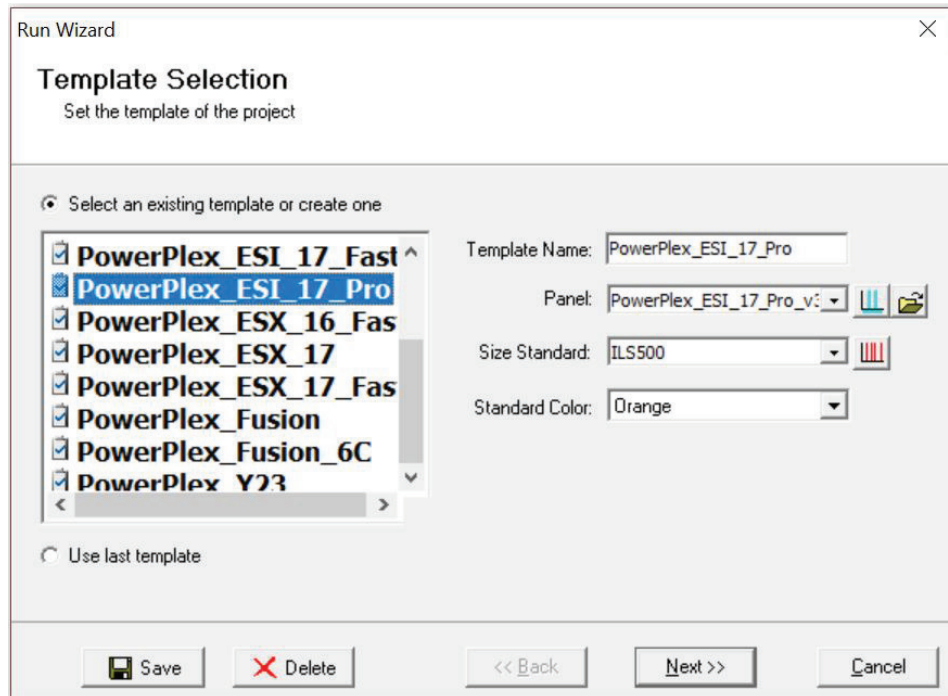 Run Wizard
Template Selection
Set the template of the project
Select an existing template or create one
PowerPlex_ESI_17_Fast
PowerPlex_ESI_17_Pro
PowerPlex_ESX_16_Fas
PowerPlex_ESX_17
PowerPlex_ESX_17_Fas
PowerPlex_Fusion
PowerPlex_Fusion_6C
PowerPlex_Y23
Template Name: PowerPlex_ESI_17_Pro
Panel: PowerPlex_ESI_17_Pro_v3
Size Standard: ILS500
Standard Color: Orange
Use last template
Save Delete << Back Next >> Cancel